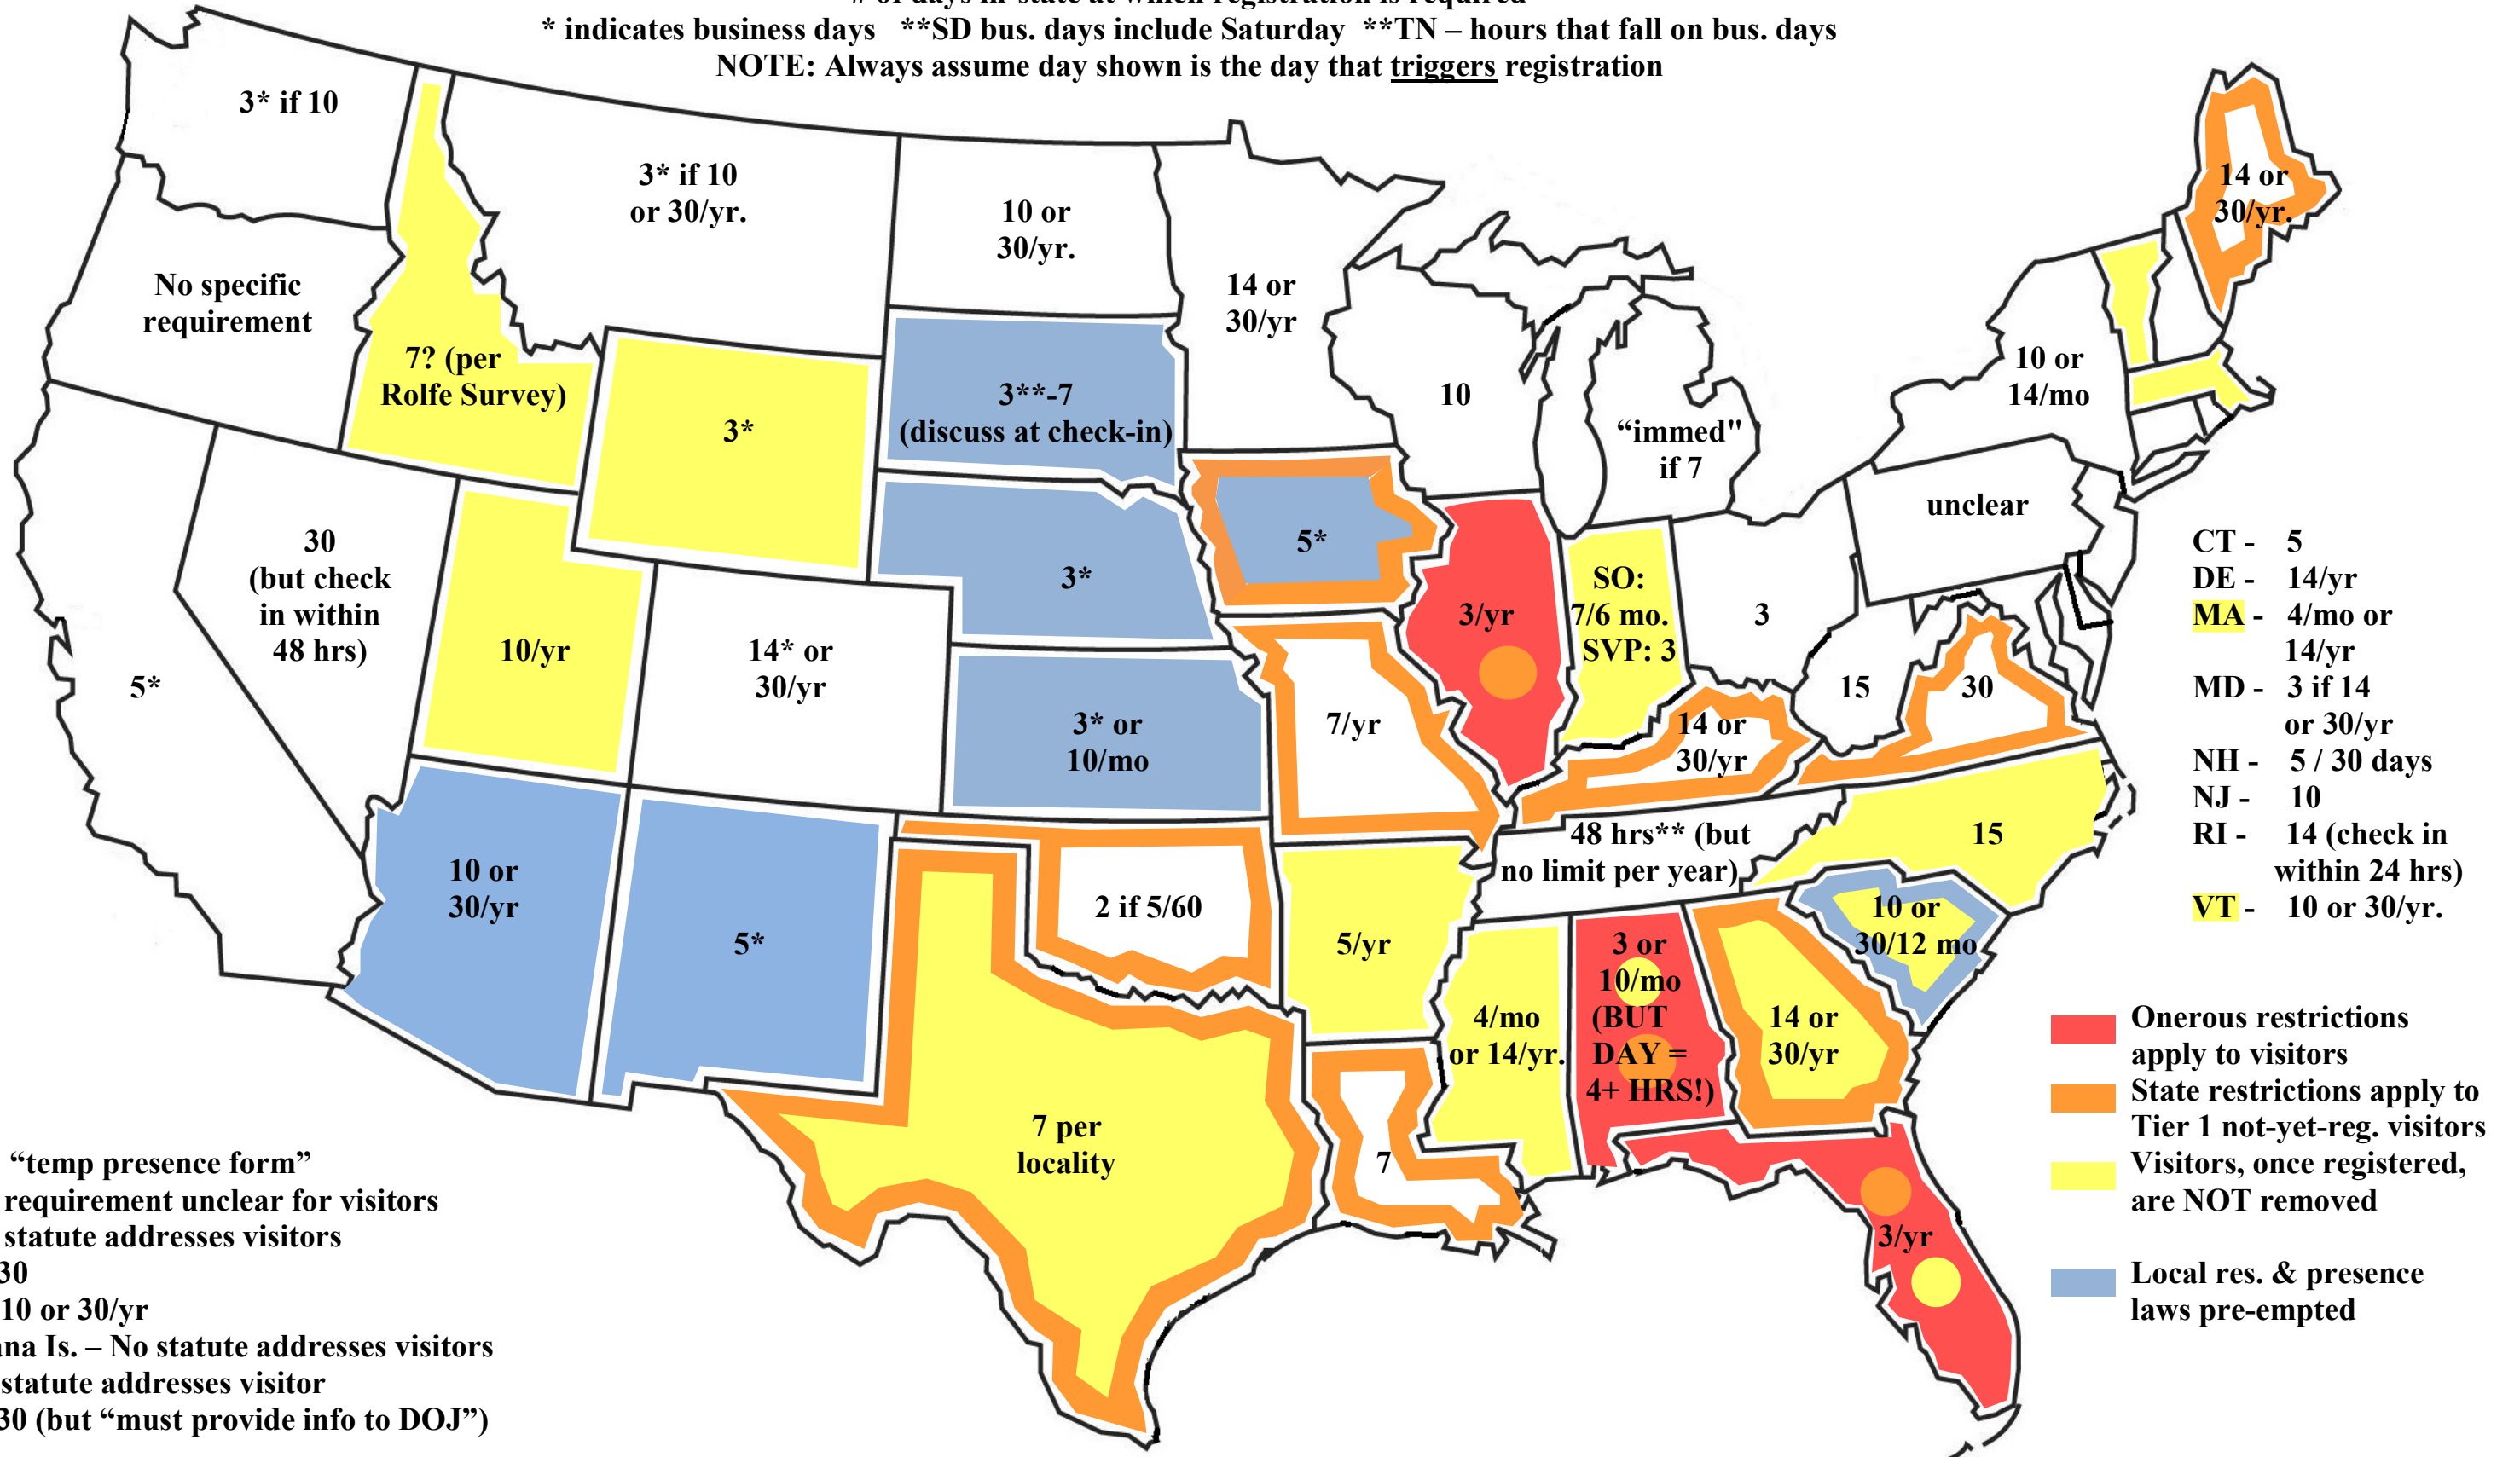 # of days in state at which registration is required
* indicates business days **SD bus. days include Saturday **TN – hours that fall on bus. days
NOTE: Always assume day shown is the day that triggers registration
3* if 10
3* if 10
or 30/yr.
10 or
30/yr.
14 or
30/yr
No specific
requirement
7? (per
Rolfe Survey)
3*
3**-7
(discuss at check-in)
10
“immed"
if 7
10 or
14/mo
14 or
30/yr.
unclear
30
(but check
in within
48 hrs)
5*
10/yr
14* or
30/yr
3*
3* or
10/mo
5*
7/yr
3/yr
SO:
7/6 mo.
SVP: 3
3
14 or
30/yr
15
30
10 or
30/yr
5*
2 if 5/60
5/yr
48 hrs** (but
no limit per year)
15
10 or
30/12 mo
7 per
locality
7
4/mo
or 14/yr.
3 or
10/mo
(BUT
DAY =
4+ HRS!)
14 or
30/yr
3/yr
CT - 5
DE - 14/yr
MA - 4/mo or
14/yr
MD - 3 if 14
or 30/yr
NH - 5 / 30 days
NJ - 10
RI - 14 (check in
within 24 hrs)
VT - 10 or 30/yr.
Onerous restrictions
apply to visitors
State restrictions apply to
Tier 1 not-yet-reg. visitors
Visitors, once registered,
are NOT removed
Local res. & presence
laws pre-empted
“temp presence form”
requirement unclear for visitors
statute addresses visitors
30
10 or 30/yr
ana Is. – No statute addresses visitors
statute addresses visitor
30 (but “must provide info to DOJ”)